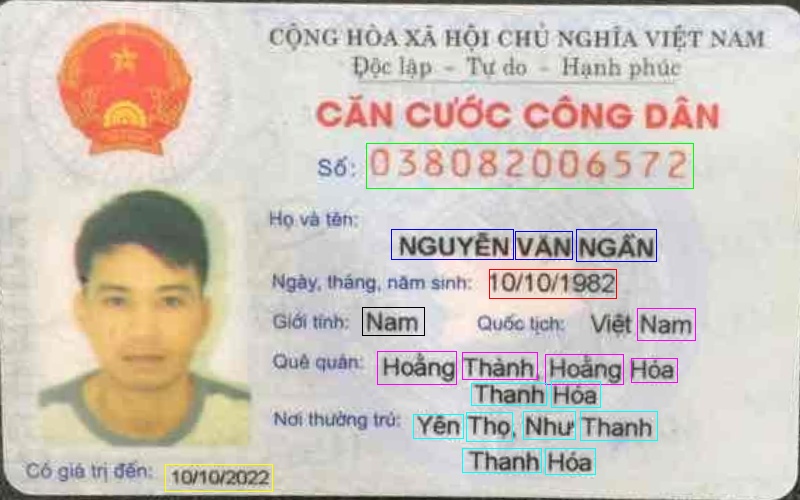 CỘNG HÒA XÃ HỘI CHỦ NGHĨA VIỆT NAM
Độc lập - Tự do - Hạnh phúc
CĂN CƯỚC CÔNG DÂN
Số: 038082006572
Họ và tên:
NGUYỄN VĂN NGÂN
Ngày, tháng, năm sinh: 10/10/1982
Giới tính: Nam Quốc tịch: Việt Nam
Quê quán: Hoằng Thành, Hoằng Hóa
Thanh Hóa
Nơi thường trú: Yên Thọ, Như Thanh
Thanh Hóa
Có giá trị đến: 10/10/2022